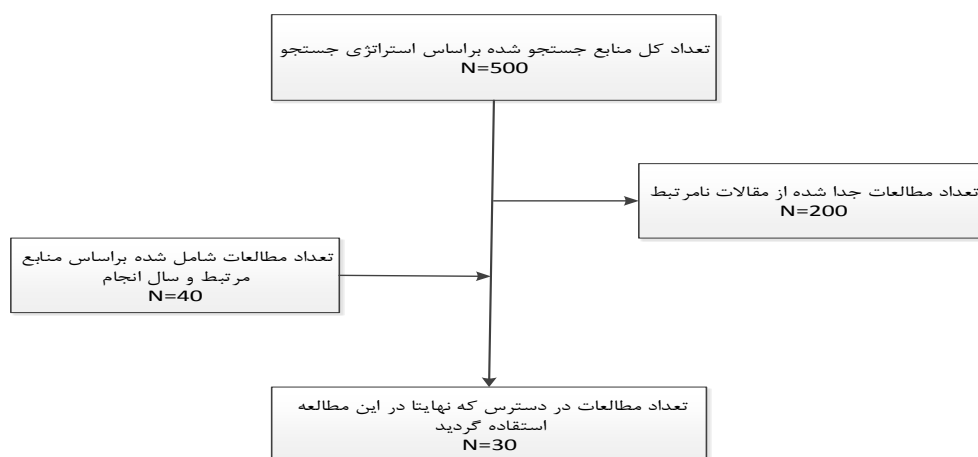 تعداد کل منابع جستجو شده براساس استراتژی جستجو
N=500
تعداد مطالعات جدا شده از مقالات نامرتبط
N=200
تعداد مطالعات شامل شده براساس منابع
مرتبط و سال انجام
N=40
تعداد مطالعات در دسترس که نهایتا در این مطالعه
استقاده گردید
N=30